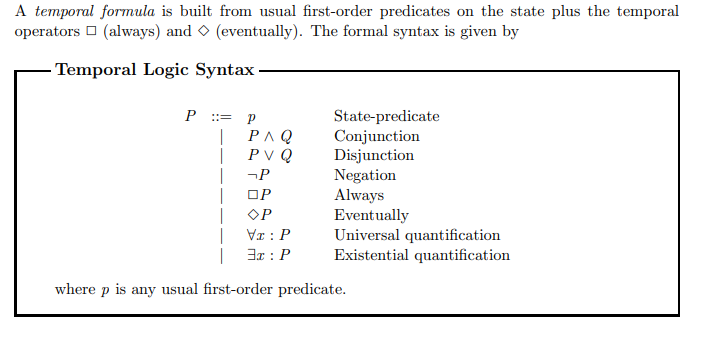 A temporal formula is built from usual first-order predicates on the state plus the temporal
operators □ (always) and ◇ (eventually). The formal syntax is given by
Temporal Logic Syntax
P ::= p State-predicate
| P ∧ Q Conjunction
| P ∨ Q Disjunction
| ¬P Negation
| □P Always
| ◇P Eventually
| ∀x : P Universal quantification
| ∃x : P Existential quantification
where p is any usual first-order predicate.